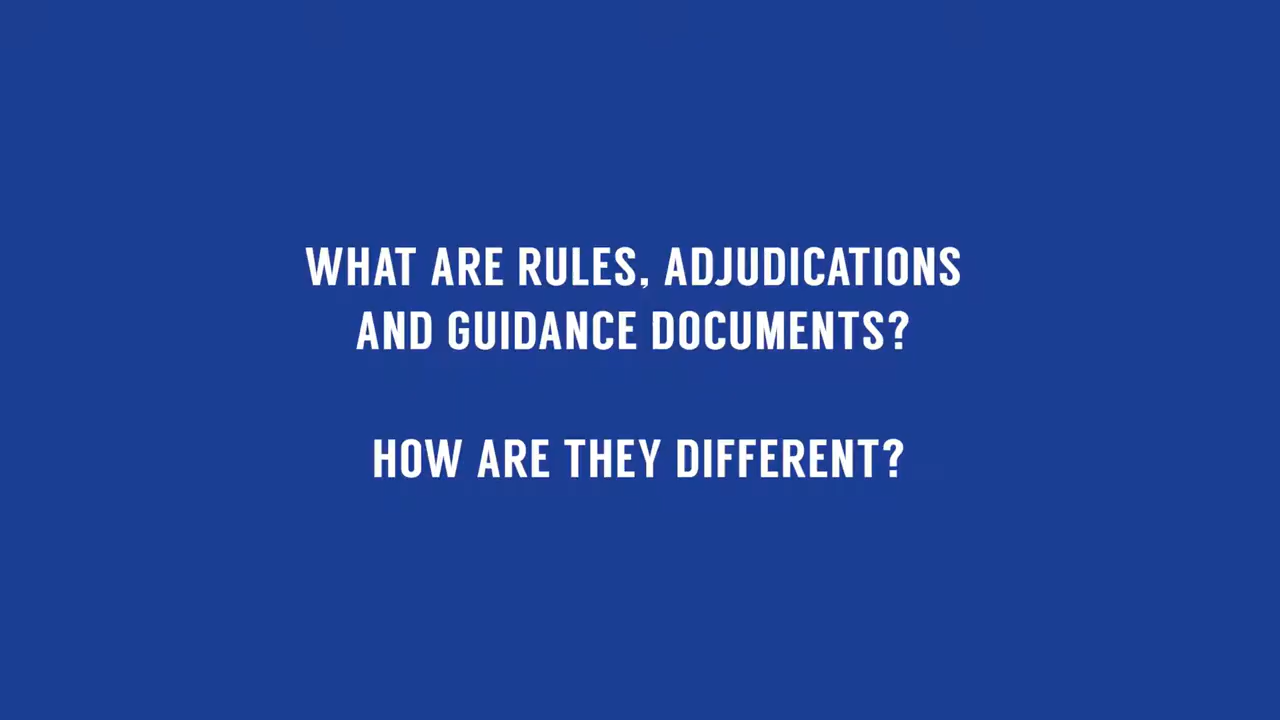 WHAT ARE RULES, ADJUDICATIONS
AND GUIDANCE DOCUMENTS?
HOW ARE THEY DIFFERENT?